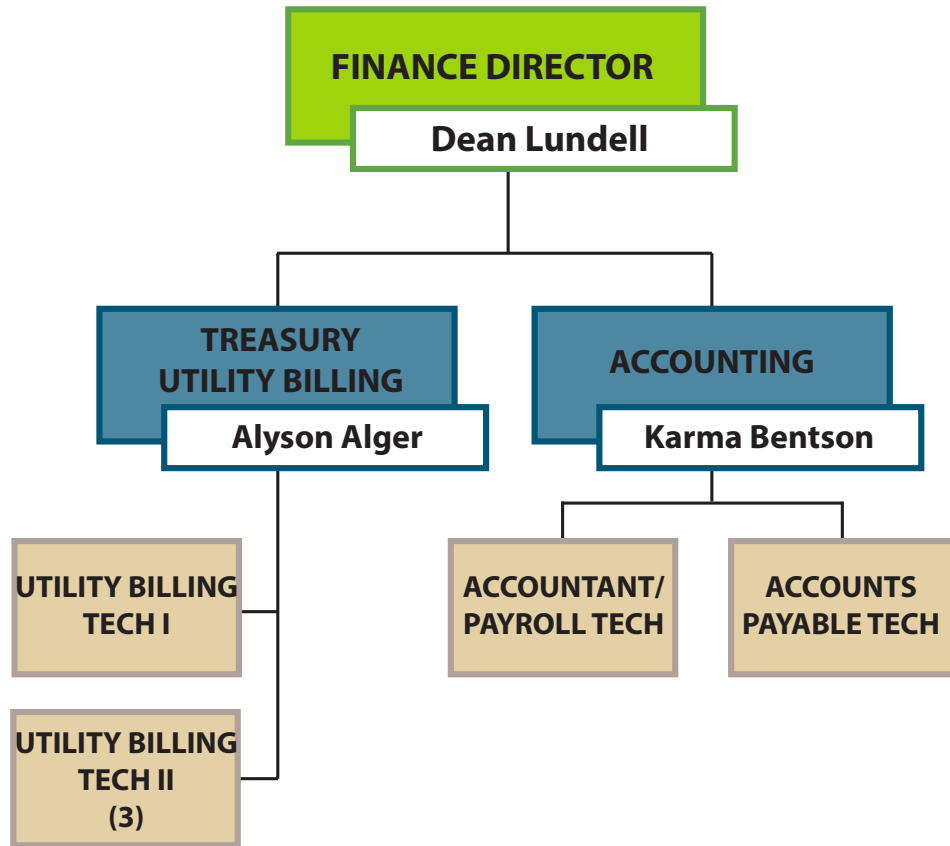 FINANCE DIRECTOR
Dean Lundell
TREASURY
UTILITY BILLING
Alyson Alger
ACCOUNTING
Karma Bentson
UTILITY BILLING
TECH I
UTILITY BILLING
TECH II
(3)
ACCOUNTANT/
PAYROLL TECH
ACCOUNTS
PAYABLE TECH